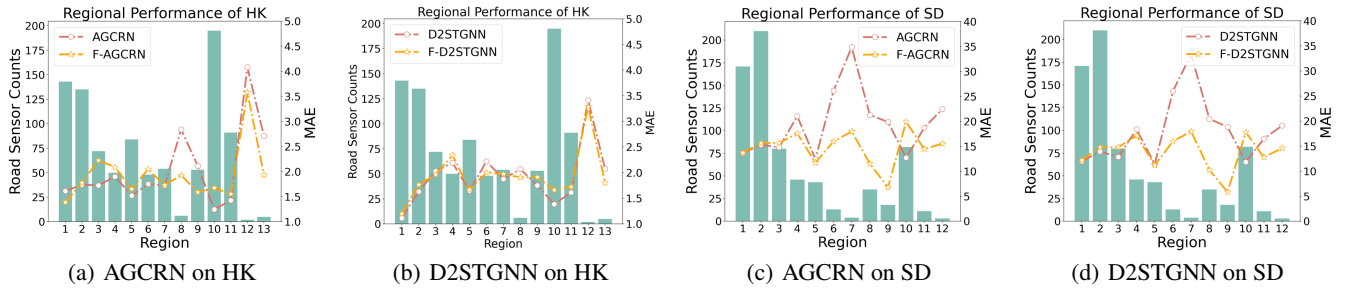 Regional Performance of HK
Road Sensor Counts
200
175
150
125
100
75
50
25
0
AGCRN
F-AGCRN
5.0
4.5
4.0
3.5
3.0
2.5
2.0
1.5
1.0
MAE
1 2 3 4 5 6 7 8 9 10 11 12 13
Region
(a) AGCRN on HK
Regional Performance of HK
Road Sensor Counts
200
175
150
125
100
75
50
25
0
D2STGNN
F-D2STGNN
5.0
4.5
4.0
3.5
3.0
2.5
2.0
1.5
1.0
MAE
1 2 3 4 5 6 7 8 9 10 11 12 13
Region
(b) D2STGNN on HK
Regional Performance of SD
Road Sensor Counts
200
175
150
125
100
75
50
25
0
AGCRN
F-AGCRN
40
35
30
25
20
15
10
5
0
MAE
1 2 3 4 5 6 7 8 9 10 11 12
Region
(c) AGCRN on SD
Regional Performance of SD
Road Sensor Counts
200
175
150
125
100
75
50
25
0
D2STGNN
F-D2STGNN
40
35
30
25
20
15
10
5
0
MAE
1 2 3 4 5 6 7 8 9 10 11 12
Region
(d) D2STGNN on SD